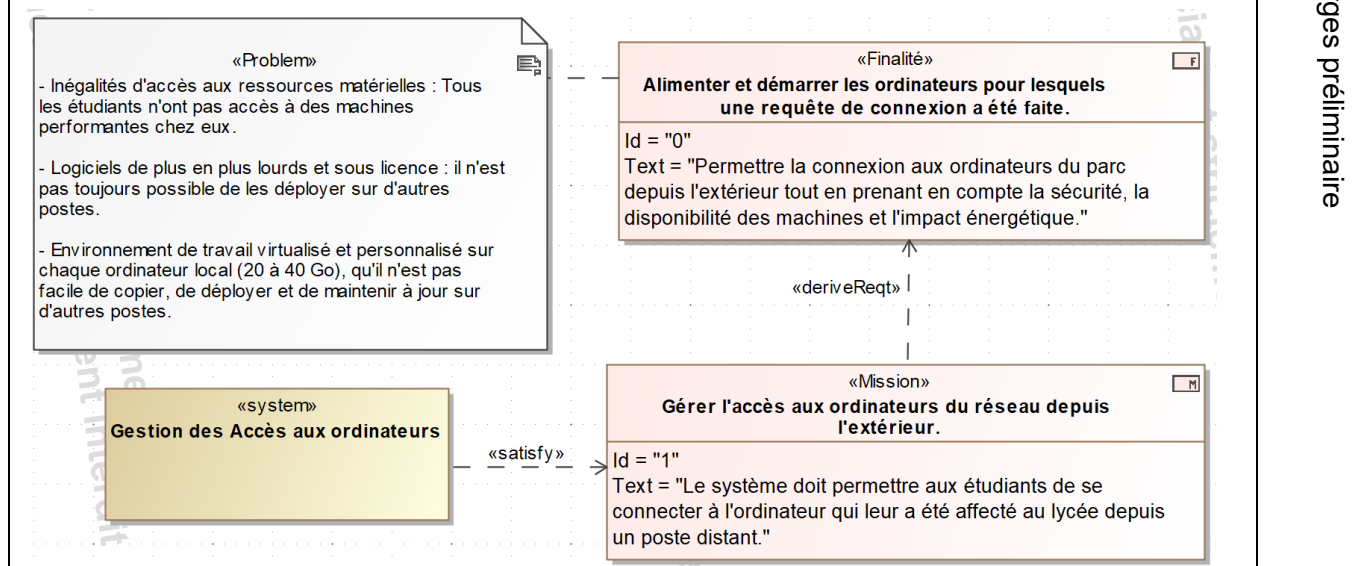 «Problem»
- Inégalités d'accès aux ressources matérielles : Tous
les étudiants n'ont pas accès à des machines
performantes chez eux.
- Logiciels de plus en plus lourds et sous licence : il n'est
pas toujours possible de les déployer sur d'autres
postes.
- Environnement de travail virtualisé et personnalisé sur
chaque ordinateur local (20 à 40 Go), qu'il n'est pas
facile de copier, de déployer et de maintenir à jour sur
d'autres postes.
«Finalité»
F
Alimenter et démarrer les ordinateurs pour lesquels
une requête de connexion a été faite.
Id = "0"
Text = "Permettre la connexion aux ordinateurs du parc
depuis l'extérieur tout en prenant en compte la sécurité, la
disponibilité des machines et l'impact énergétique."
«deriveReqt»
«Mission»
M
Gérer l'accès aux ordinateurs du réseau depuis
l'extérieur.
Id = "1"
Text = "Le système doit permettre aux étudiants de se
connecter à l'ordinateur qui leur a été affecté au lycée depuis
un poste distant."
«system»
Gestion des Accès aux ordinateurs
«satisfy»
préliminaire